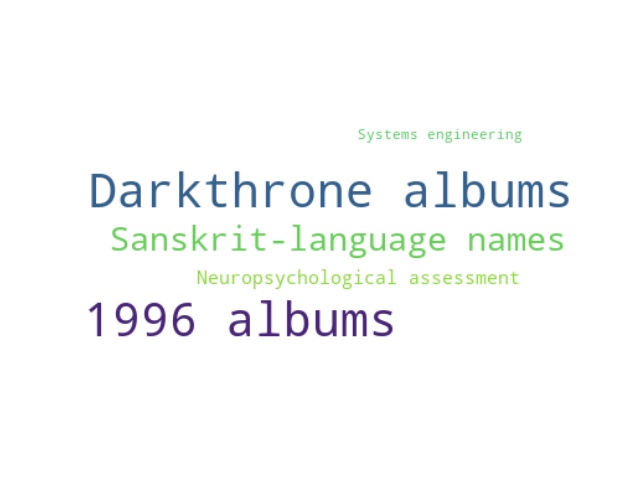 Systems engineering
Darkthrone albums
Sanskrit-language names
Neuropsychological assessment
1996 albums